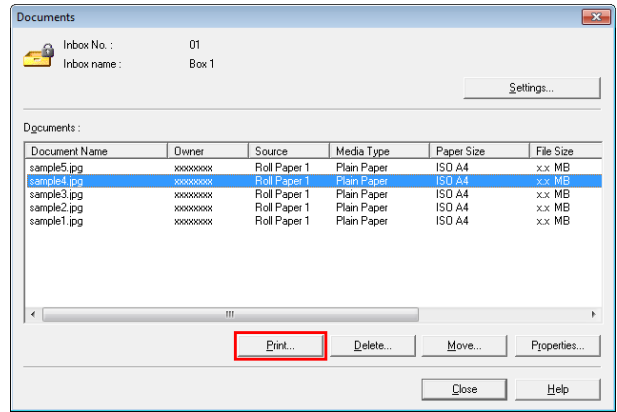 Documents
Inbox No. : 01
Inbox name : Box 1
Settings...
Documents :
Document Name Owner Source Media Type Paper Size File Size
sample5.jpg xxxxxxxx Roll Paper 1 Plain Paper ISO A4 x.x MB
sample4.jpg xxxxxxxx Roll Paper 1 Plain Paper ISO A4 x.x MB
sample3.jpg xxxxxxxx Roll Paper 1 Plain Paper ISO A4 x.x MB
sample2.jpg xxxxxxxx Roll Paper 1 Plain Paper ISO A4 x.x MB
sample1.jpg xxxxxxxx Roll Paper 1 Plain Paper ISO A4 x.x MB
Print... Delete... Move... Properties...
Close Help